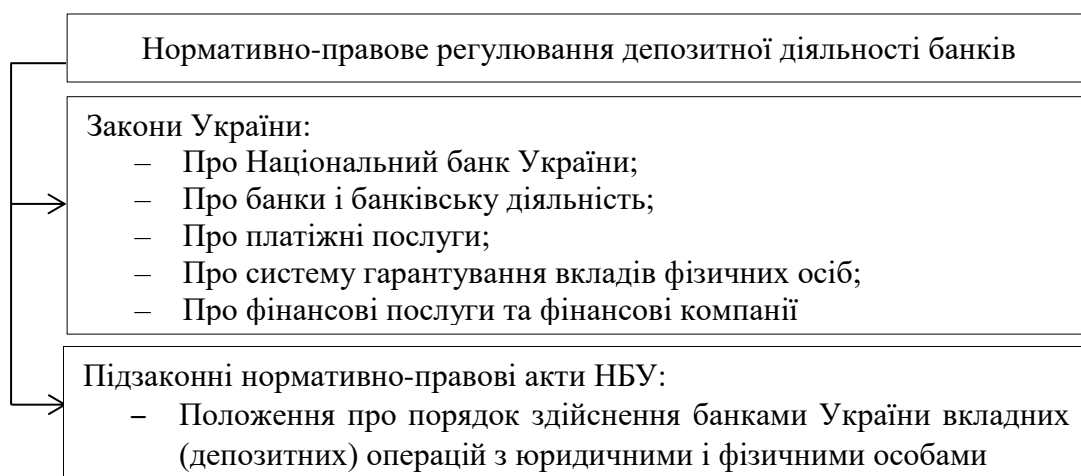 Нормативно-правове регулювання депозитної діяльності банків
Закони України:
– Про Національний банк України;
– Про банки і банківську діяльність;
– Про платіжні послуги;
– Про систему гарантування вкладів фізичних осіб;
– Про фінансові послуги та фінансові компанії
Підзаконні нормативно-правові акти НБУ:
– Положення про порядок здійснення банками України вкладних
(депозитних) операцій з юридичними і фізичними особами